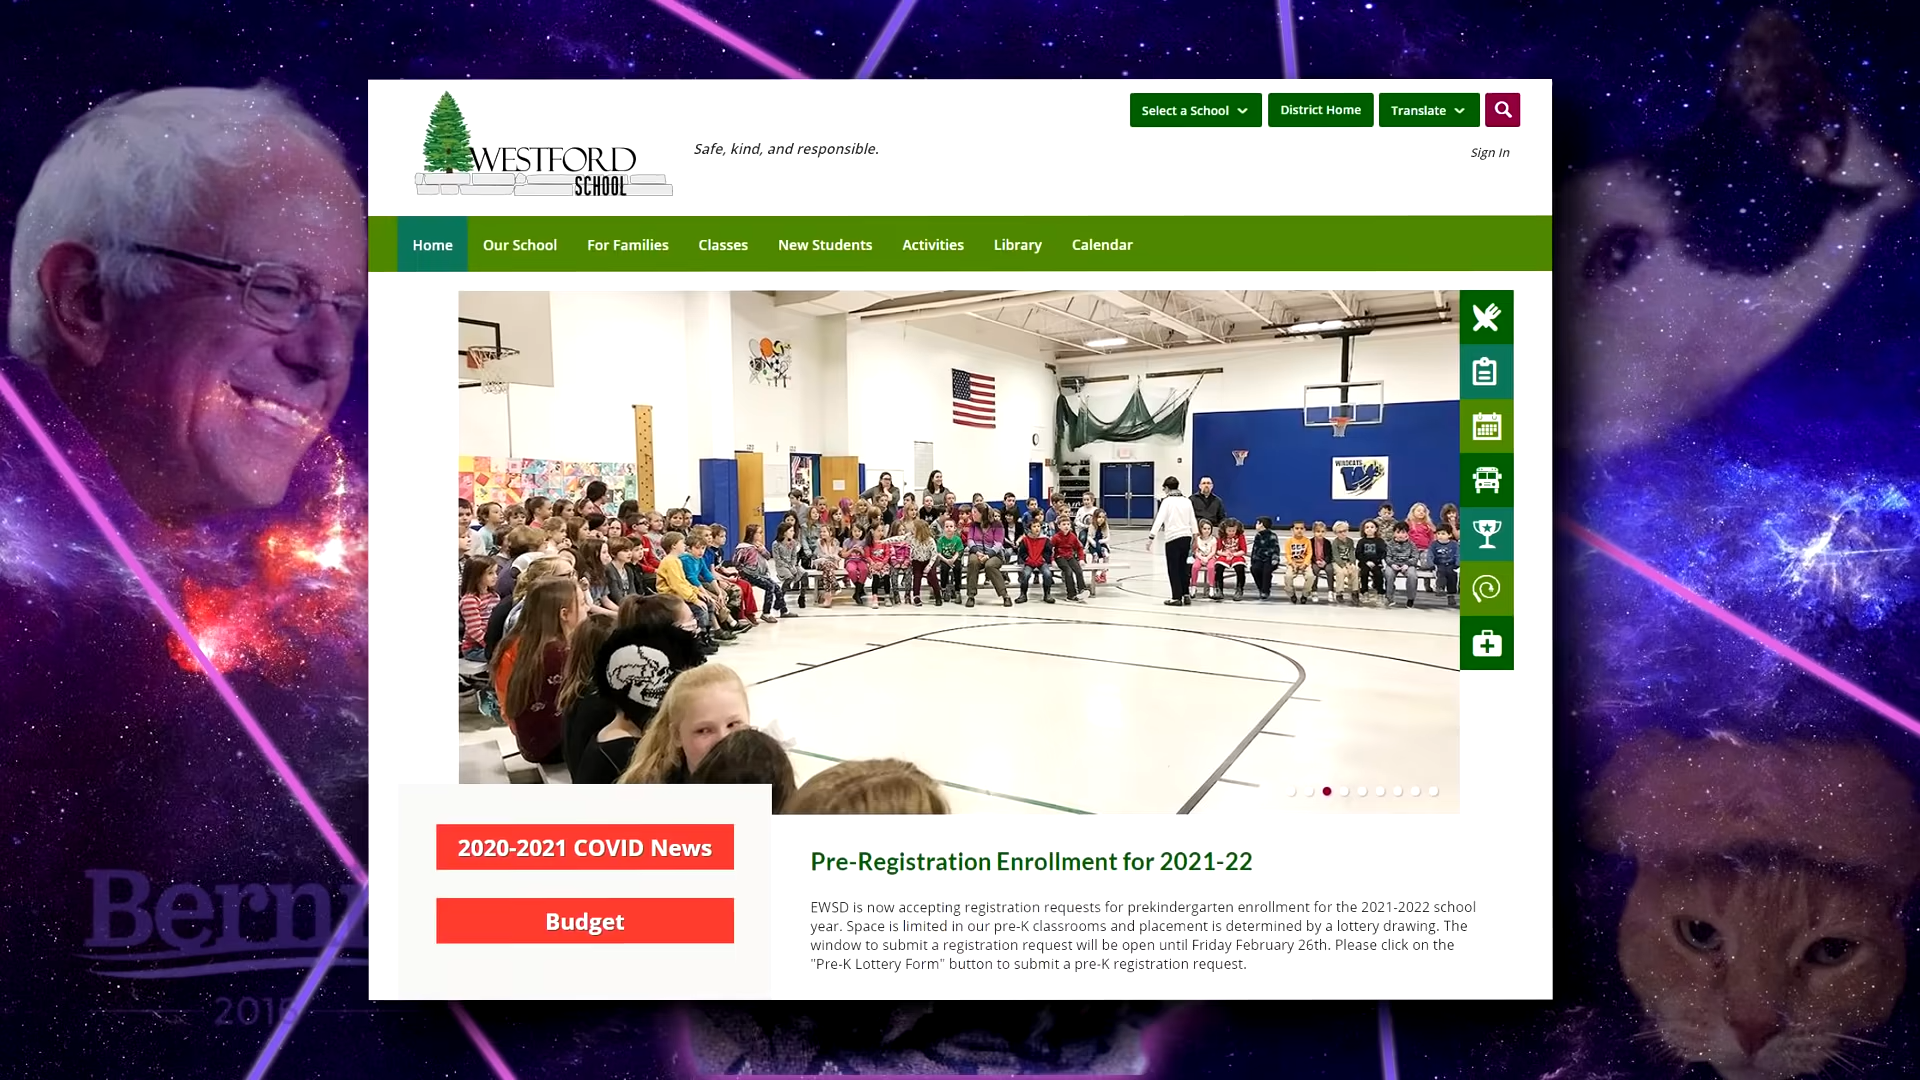 WESTFORD
SCHOOL
Safe, kind, and responsible.
Select a School
District Home
Translate
Sign In
Home
Our School
For Families
Classes
New Students
Activities
Library
Calendar
WILDCATS
2020-2021 COVID News
Budget
Pre-Registration Enrollment for 2021-22
EWSD is now accepting registration requests for prekindergarten enrollment for the 2021-2022 school
year. Space is limited in our pre-K classrooms and placement is determined by a lottery drawing. The
window to submit a registration request will be open until Friday February 26th. Please click on the
"Pre-K Lottery Form" button to submit a pre-K registration request.